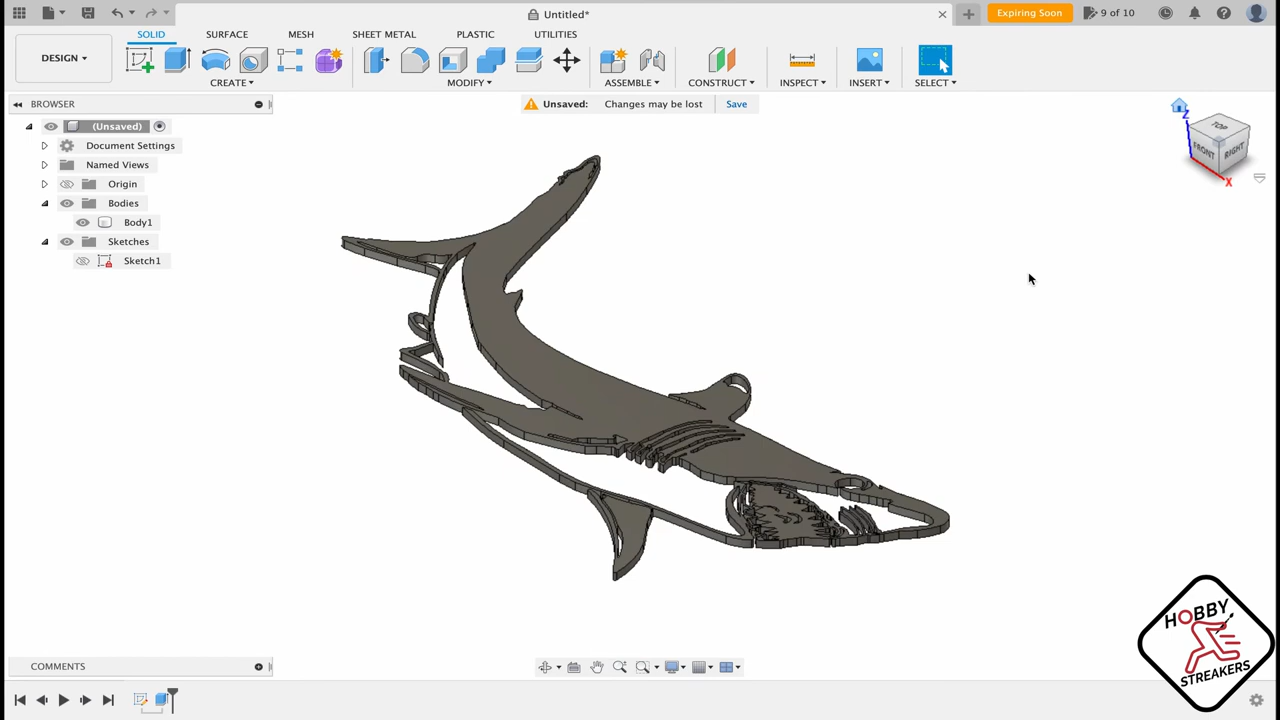 Untitled*
Expiring Soon
9 of 10
SOLID SURFACE MESH SHEET METAL PLASTIC UTILITIES
DESIGN
CREATE MODIFY ASSEMBLE CONSTRUCT INSPECT INSERT SELECT
BROWSER
Unsaved: Changes may be lost Save
(Unsaved)
Document Settings
Named Views
Origin
Bodies
Body1
Sketches
Sketch1
Z
TOP
FRONT RIGHT
X
COMMENTS
HOBBY
STREAKERS